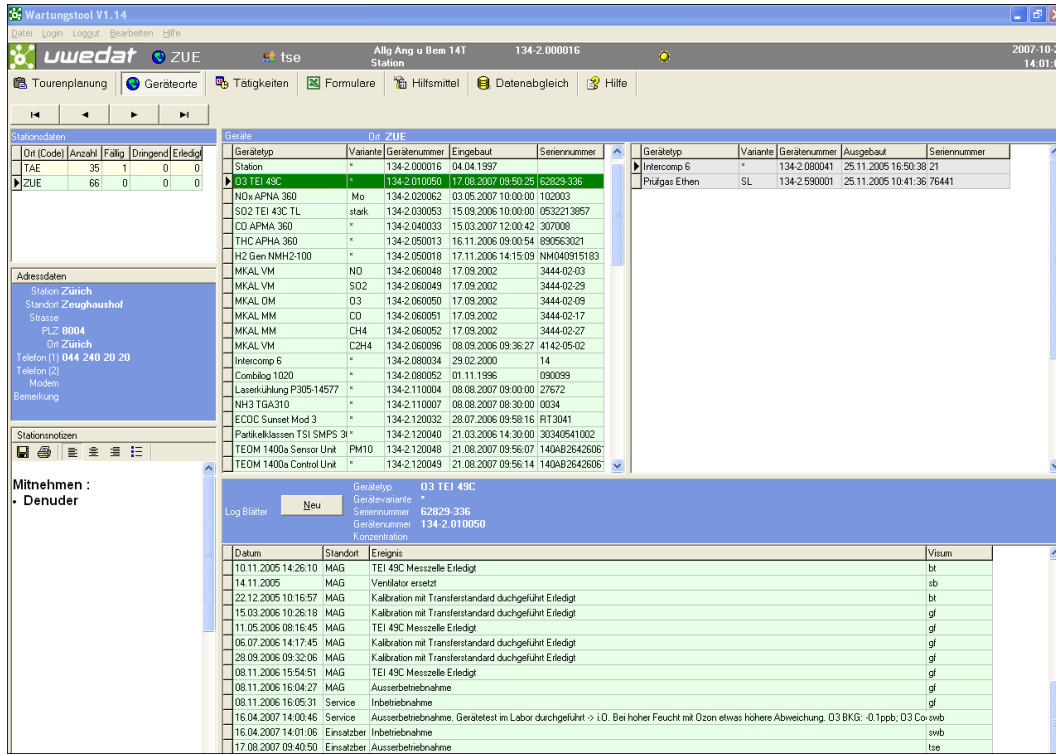 Wartungstool V1.14
Datei Login Loggut Bearbeiten Hilfe
uwedat ZUE tse Allg Ang u Bem 14T 134-2.000016 Station 2007-10-2 14:01:0
Tourenplanung Geräteorte Tätigkeiten Formulare Hilfsmittel Datenabgleich Hilfe
Stationsdaten
Ort (Code) Anzahl Fällig Dringend Erledigt
TAE 35 1 0 0
ZUE 66 0 0 0
Adressdaten
Station Zürich
Standort Zeughaushof
Strasse
PLZ 8004
Ort Zürich
Telefon (1) 044 240 20 20
Telefon (2)
Modem
Bemerkung
Stationsnotizen
Mitnehmen :
• Denuder
Geräte Ort ZUE
Gerätetyp Variante Gerätenummer Eingebaut Seriennummer
Station * 134-2.000016 04.04.1997
O3 TEI 49C * 134-2.010050 17.08.2007 09:50:25 62829-336
NOx APNA 360 Mo 134-2.020062 03.05.2007 10:00:00 102003
SO2 TEI 43C TL stark 134-2.030053 15.09.2006 10:00:00 0532213857
CO APMA 360 * 134-2.040033 15.03.2007 12:00:42 307008
THC APHA 360 * 134-2.050013 16.11.2006 09:00:54 890563021
H2 Gen NMH2-100 * 134-2.050018 17.11.2006 14:15:09 NM040915183
MKAL VM NO 134-2.060048 17.09.2002 3444-02-03
MKAL VM SO2 134-2.060049 17.09.2002 3444-02-29
MKAL OM O3 134-2.060050 17.09.2002 3444-02-09
MKAL MM CO 134-2.060051 17.09.2002 3444-02-17
MKAL MM CH4 134-2.060052 17.09.2002 3444-02-27
MKAL VM C2H4 134-2.060096 08.09.2006 09:36:27 4142-05-02
Intercomp 6 * 134-2.080034 29.02.2000 14
Combilog 1020 * 134-2.080052 01.11.1996 090099
Laserkühlung P305-14577 * 134-2.110004 08.08.2007 09:00:00 27672
NH3 TGA310 * 134-2.110007 08.08.2007 08:30:00 0034
ECOC Sunset Mod 3 * 134-2.120032 28.07.2006 09:58:16 RT3041
Partikelklassen TSI SMPS 3 * 134-2.120040 21.03.2006 14:30:00 30340541002
TEOM 1400a Sensor Unit PM10 134-2.120048 21.08.2007 09:56:07 140AB2642606
TEOM 1400a Control Unit * 134-2.120049 21.08.2007 09:56:14 140AB2642606
Gerätetyp Variante Gerätenummer Ausgebaut Seriennummer
Intercomp 6 * 134-2.080041 25.11.2005 16:50:38 21
Prüfgas Ethen SL 134-2.590001 25.11.2005 10:41:36 76441
Log Blätter Neu
Gerätetyp O3 TEI 49C
Gerätevariante *
Seriennummer 62829-336
Gerätenummer 134-2.010050
Konzentration
Datum Standort Ereignis Visum
10.11.2005 14:26:10 MAG TEI 49C Messzelle Erledigt bt
14.11.2005 MAG Ventilator ersetzt sb
22.12.2005 10:16:57 MAG Kalibration mit Transferstandard duchgeführt Erledigt bt
15.03.2006 10:26:18 MAG Kalibration mit Transferstandard duchgeführt Erledigt gf
11.05.2006 08:16:45 MAG TEI 49C Messzelle Erledigt gf
06.07.2006 14:17:45 MAG Kalibration mit Transferstandard duchgeführt Erledigt gf
28.09.2006 09:32:06 MAG Kalibration mit Transferstandard duchgeführt Erledigt gf
08.11.2006 15:54:51 MAG TEI 49C Messzelle Erledigt gf
08.11.2006 16:04:27 MAG Ausserbetriebnahme gf
08.11.2006 16:05:31 Service Inbetriebnahme gf
16.04.2007 14:00:46 Service Ausserbetriebnahme. Gerätetest im Labor durchgeführt -> i.O. Bei hoher Feucht mit Ozon etwas höhere Abweichung. O3 BKG: -0.1ppb; O3 Co swb
16.04.2007 14:01:06 Einsatzber Inbetriebnahme swb
17.08.2007 09:40:50 Einsatzber Ausserbetriebnahme tse